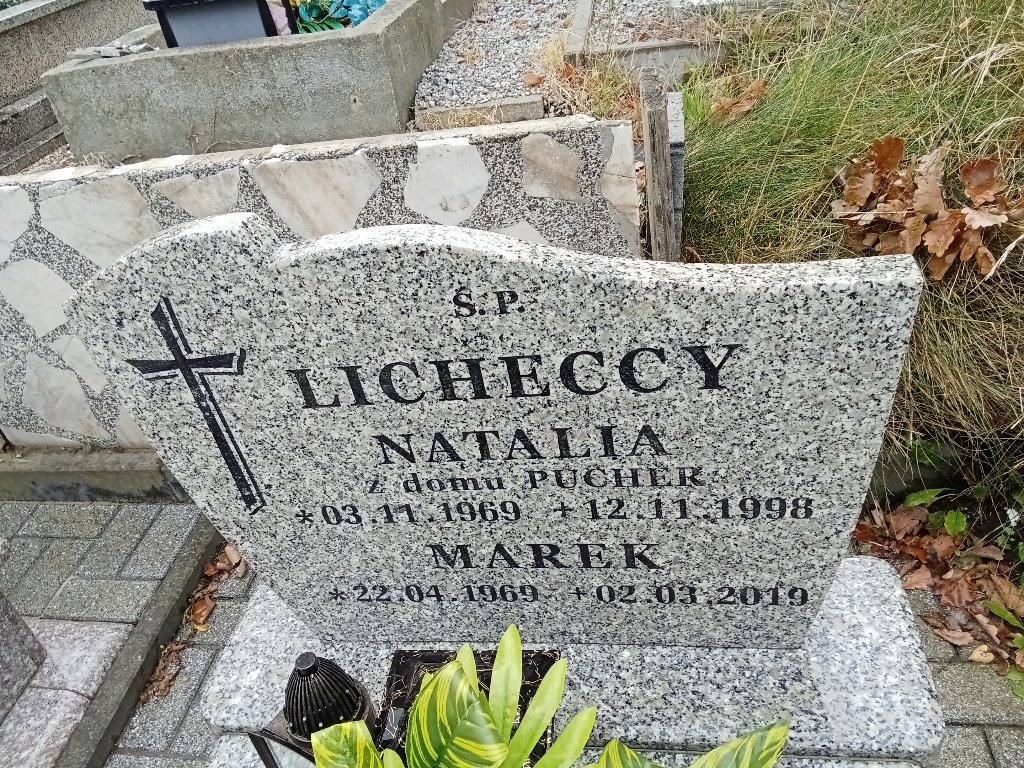 Ś.P.
LICHECCY
NATALIA
z domu PUCHER
*03.11.1969 +12.11.1998
MAREK
*22.04.1969 +02.03.2019